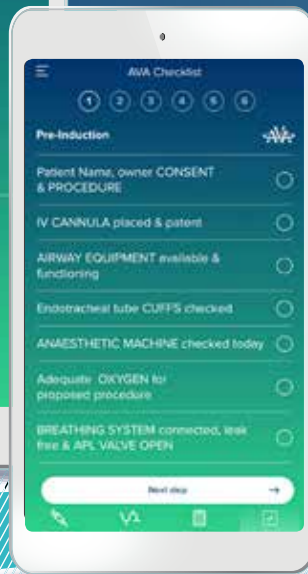 AVA Checklist
1 2 3 4 5 6
Pre-Induction
AVA
Patient Name, owner CONSENT
& PROCEDURE
IV CANNULA placed & patent
AIRWAY EQUIPMENT available &
functioning
Endotracheal tube CUFFS checked
ANAESTHETIC MACHINE checked today
Adequate OXYGEN for
proposed procedure
BREATHING SYSTEM connected, leak
free & APL VALVE OPEN
Next step